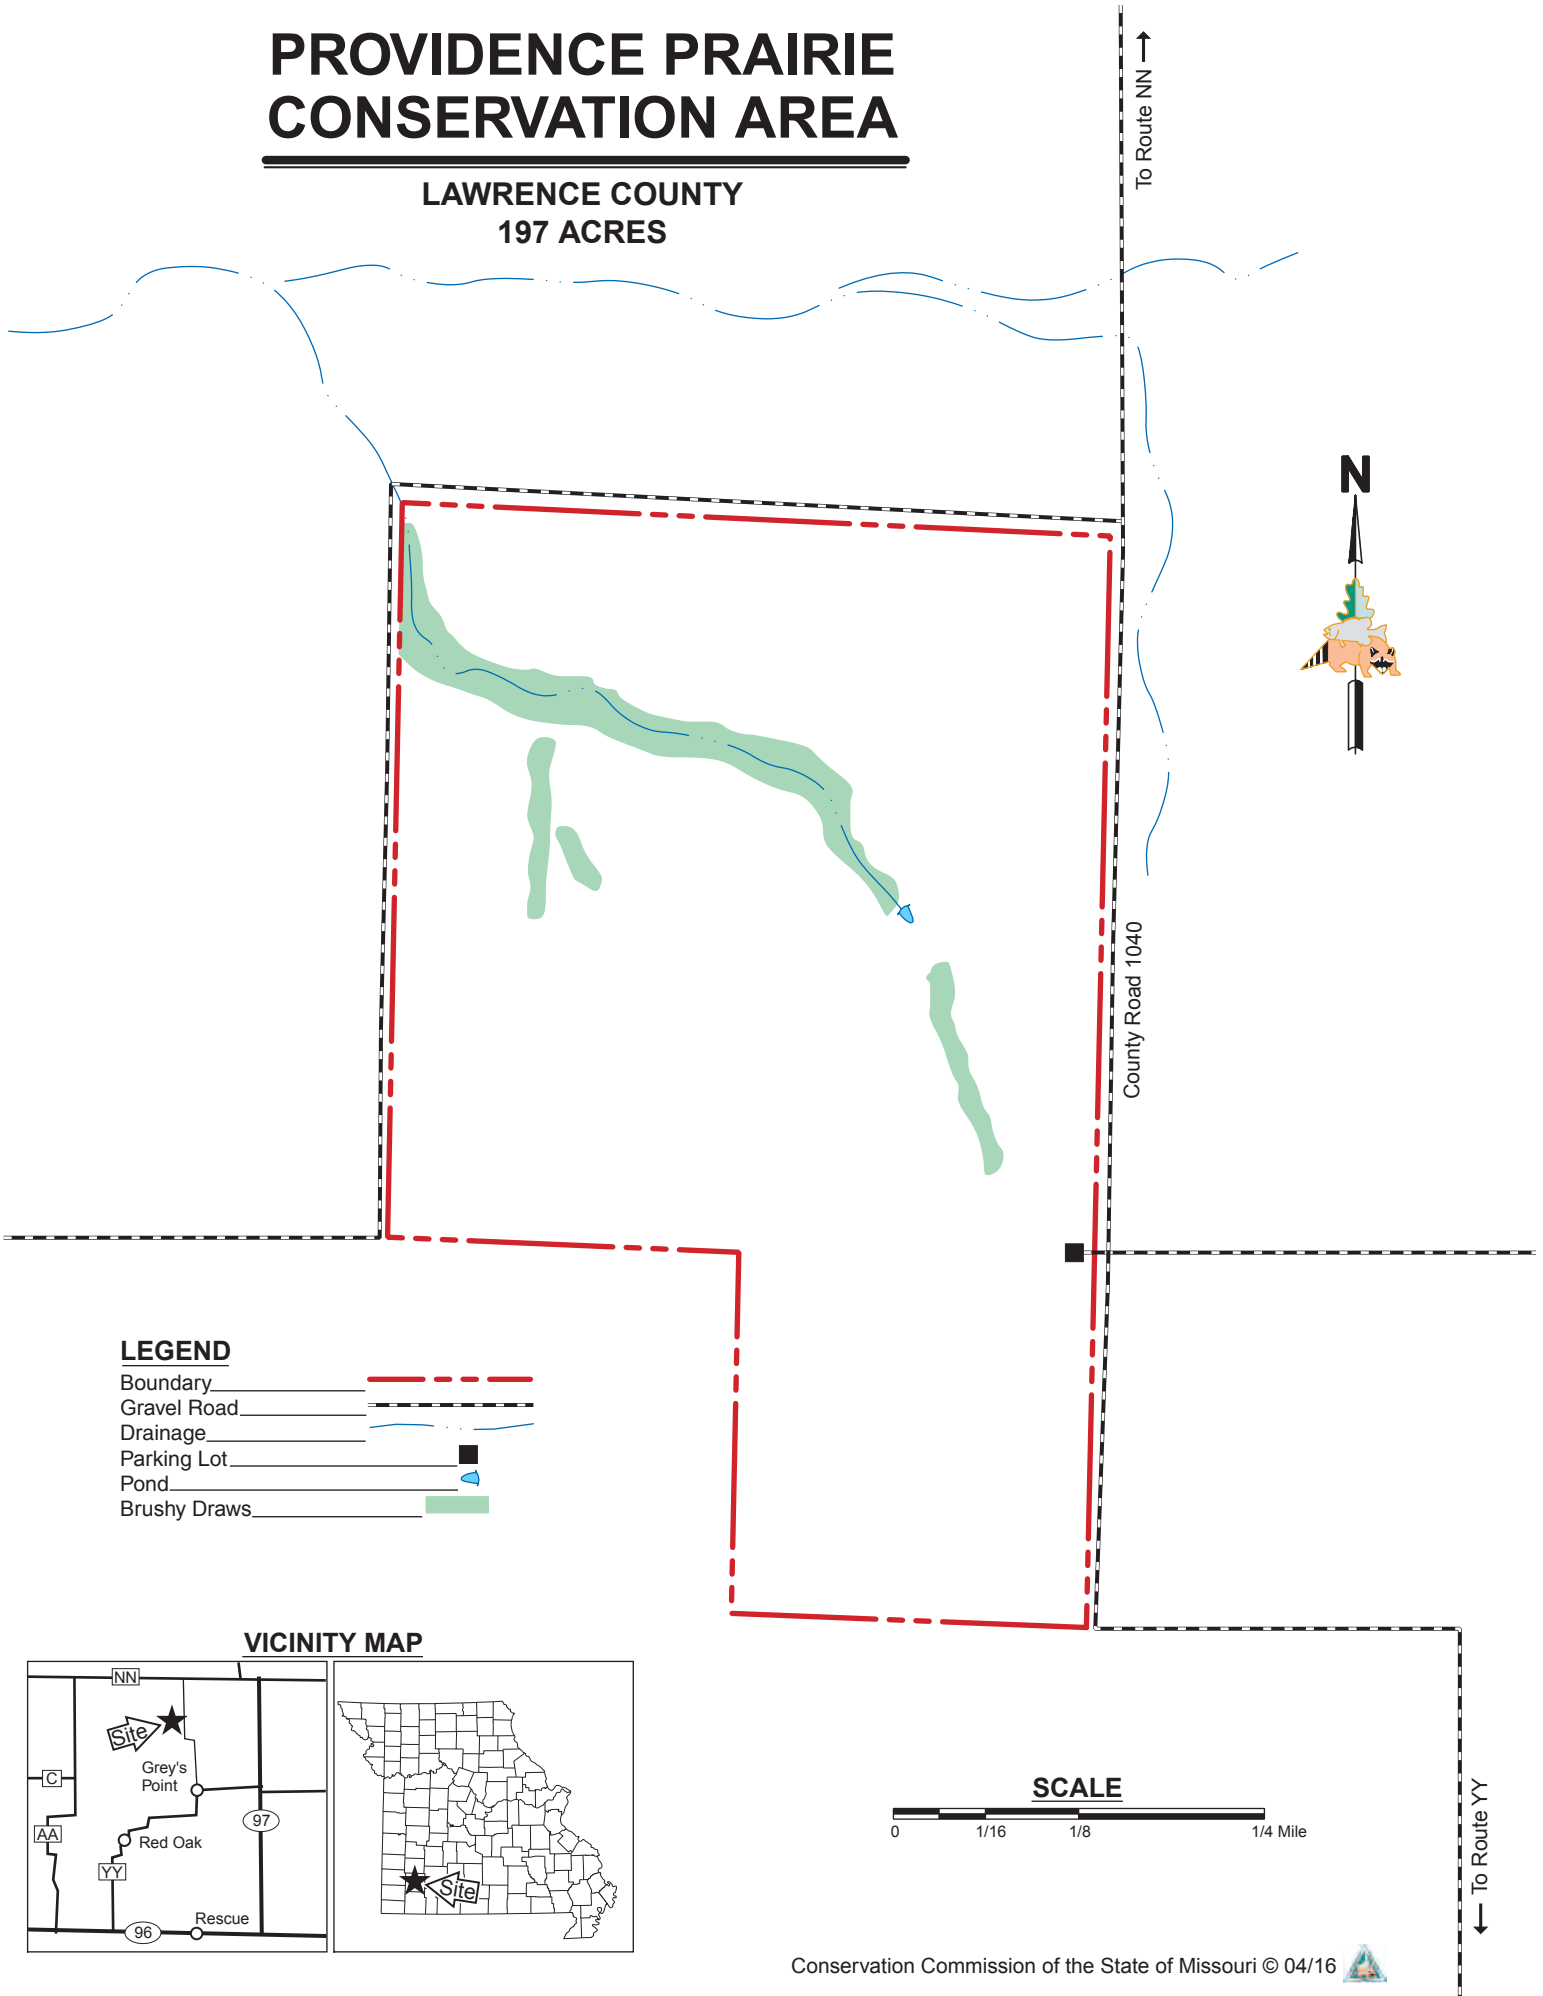 PROVIDENCE PRAIRIE
CONSERVATION AREA
LAWRENCE COUNTY
197 ACRES
To Route NN
N
County Road 1040
LEGEND
Boundary
Gravel Road
Drainage
Parking Lot
Pond
Brushy Draws
VICINITY MAP
NN
Site
Grey's
Point
C
97
AA
Red Oak
YY
Rescue
96
Site
SCALE
0 1/16 1/8 1/4 Mile
To Route YY
Conservation Commission of the State of Missouri © 04/16